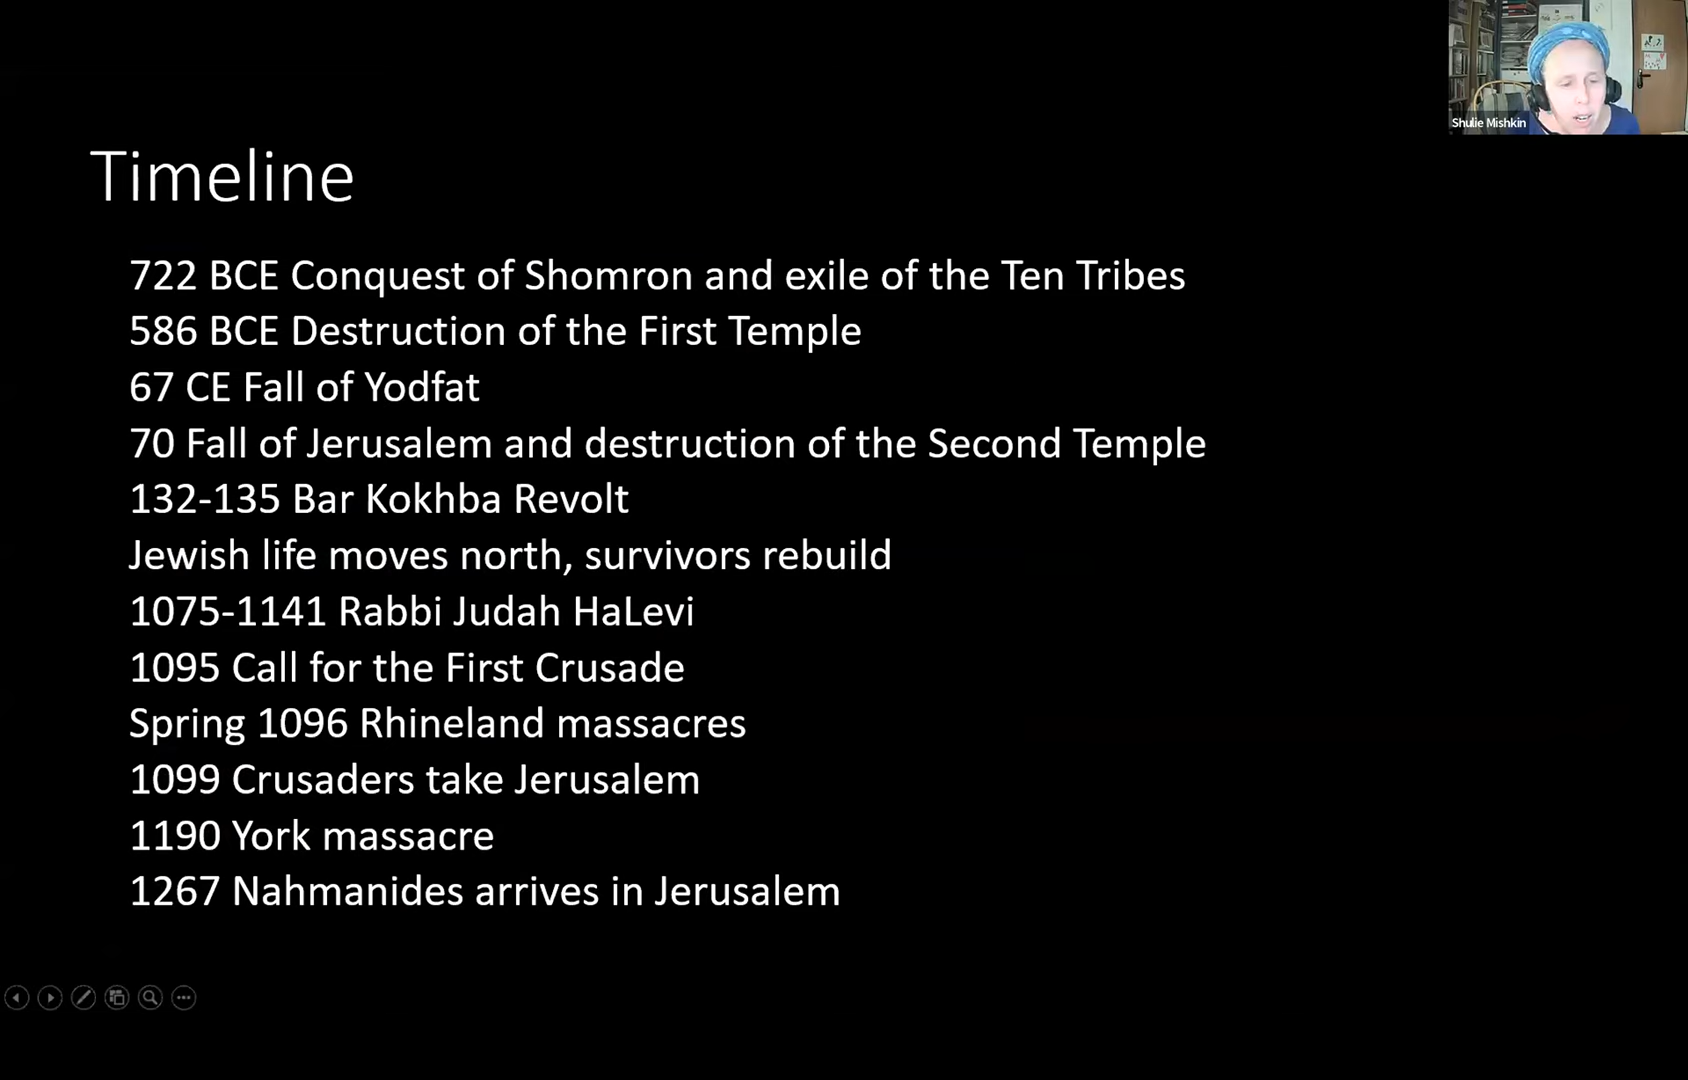 Shulie Mishkin
Timeline
722 BCE Conquest of Shomron and exile of the Ten Tribes
586 BCE Destruction of the First Temple
67 CE Fall of Yodfat
70 Fall of Jerusalem and destruction of the Second Temple
132-135 Bar Kokhba Revolt
Jewish life moves north, survivors rebuild
1075-1141 Rabbi Judah HaLevi
1095 Call for the First Crusade
Spring 1096 Rhineland massacres
1099 Crusaders take Jerusalem
1190 York massacre
1267 Nahmanides arrives in Jerusalem